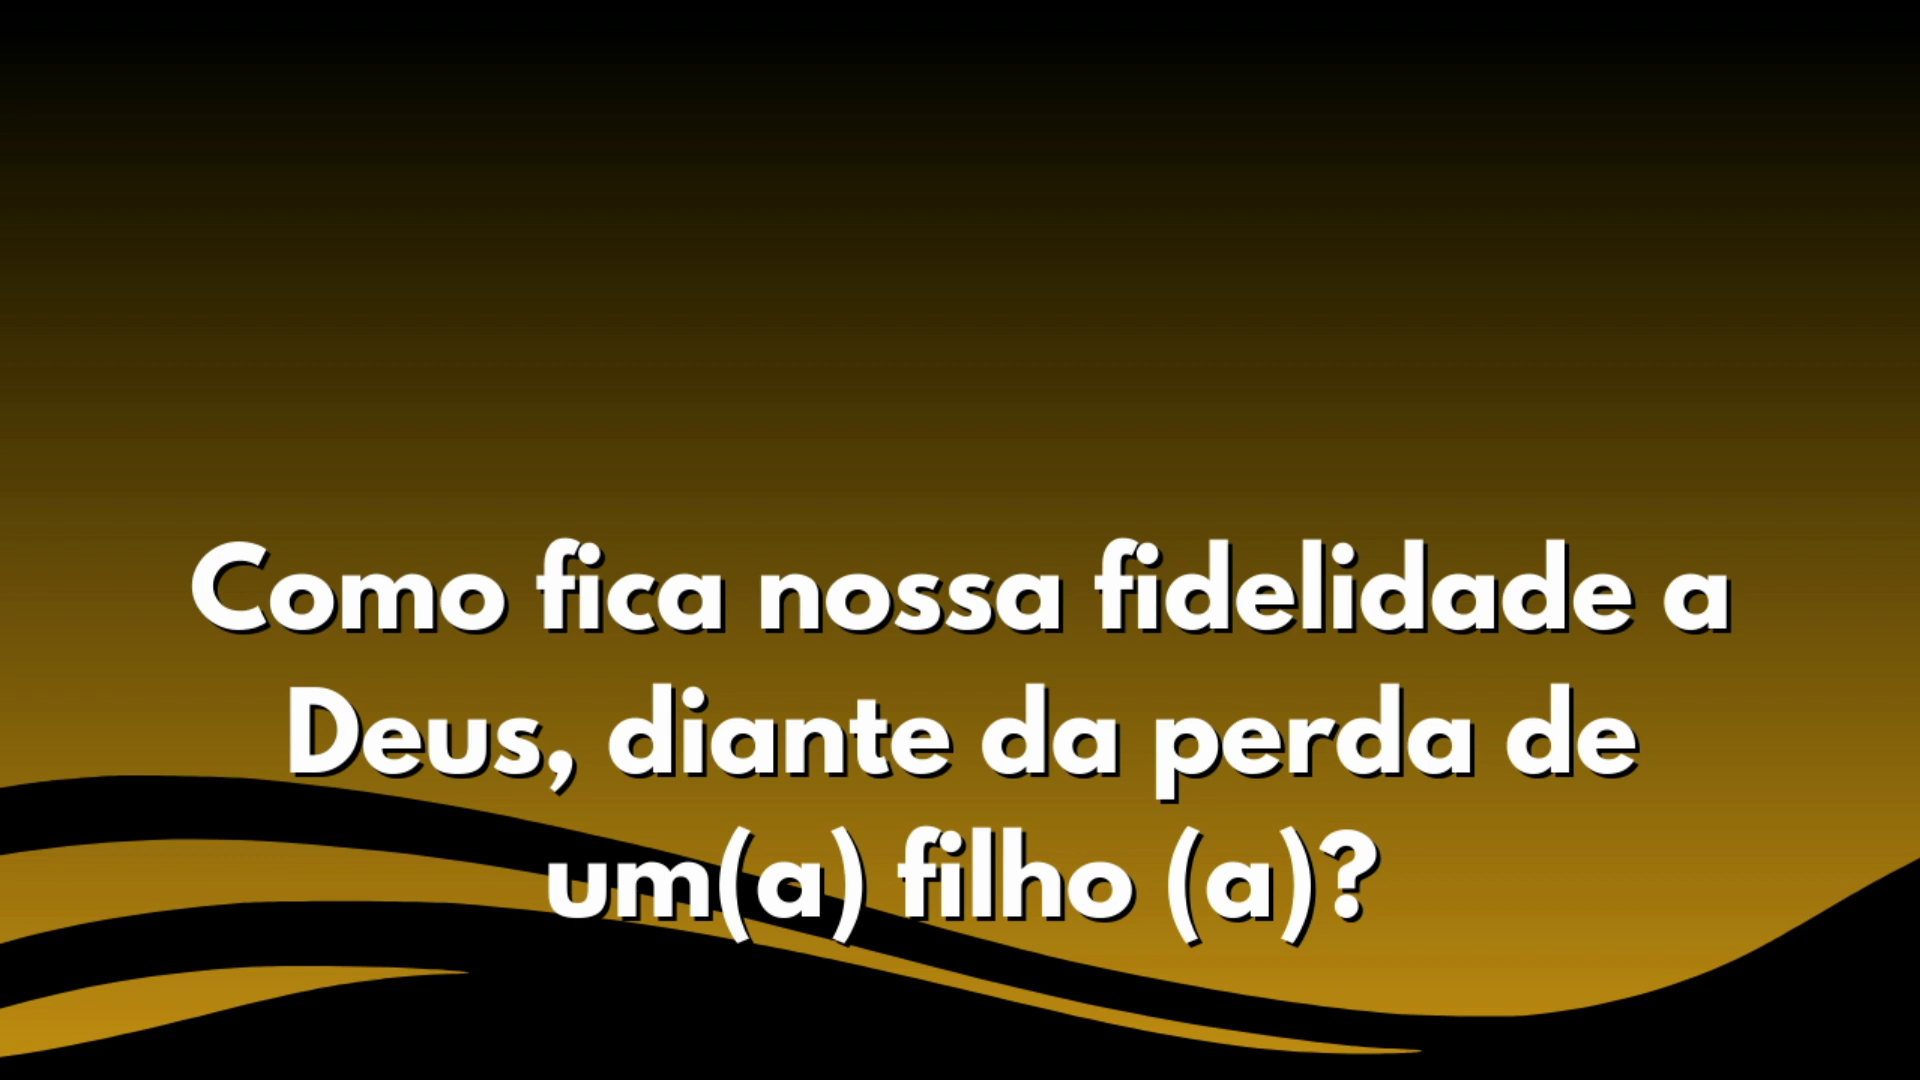 Como fica nossa fidelidade a
Deus, diante da perda de
um(a) filho (a)?